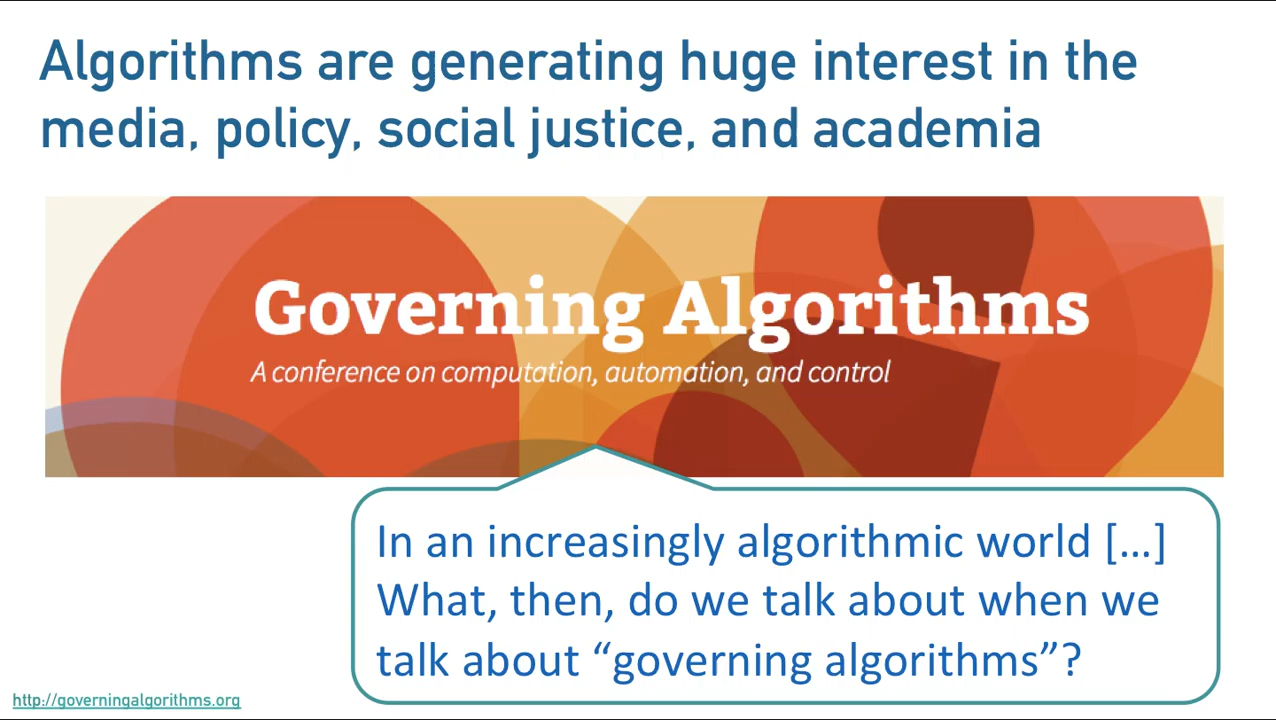 Algorithms are generating huge interest in the
media, policy, social justice, and academia
Governing Algorithms
A conference on computation, automation, and control
In an increasingly algorithmic world […]
What, then, do we talk about when we
talk about “governing algorithms”?
http://governingalgorithms.org